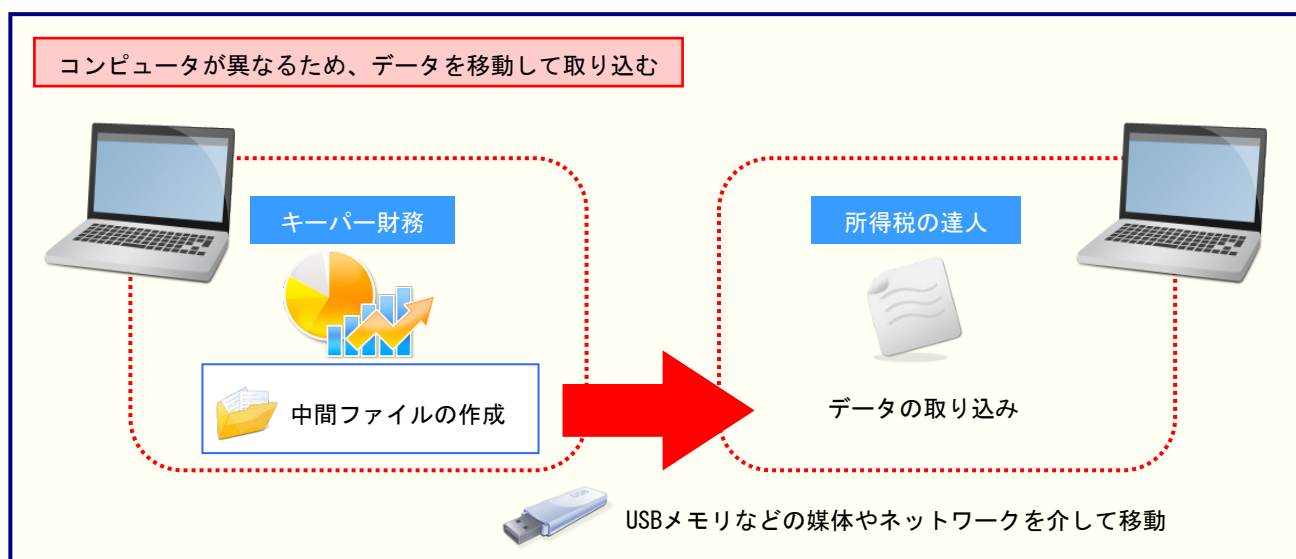 コンピュータが異なるため、データを移動して取り込む
キーパー財務
所得税の達人
中間ファイルの作成
データの取り込み
USB
USBメモリなどの媒体やネットワークを介して移動